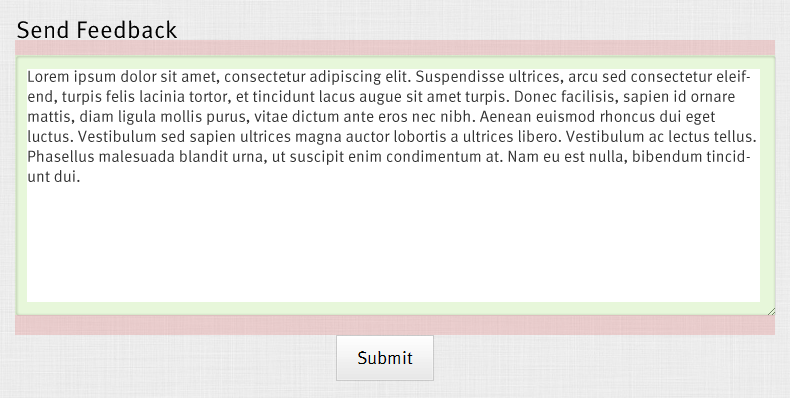 Send Feedback
Lorem ipsum dolor sit amet, consectetur adipiscing elit. Suspendisse ultrices, arcu sed consectetur eleif-
end, turpis felis lacinia tortor, et tincidunt lacus augue sit amet turpis. Donec facilisis, sapien id ornare
mattis, diam ligula mollis purus, vitae dictum ante eros nec nibh. Aenean euismod rhoncus dui eget
luctus. Vestibulum sed sapien ultrices magna auctor lobortis a ultrices libero. Vestibulum ac lectus tellus.
Phasellus malesuada blandit urna, ut suscipit enim condimentum at. Nam eu est nulla, bibendum tincid-
unt dui.
Submit